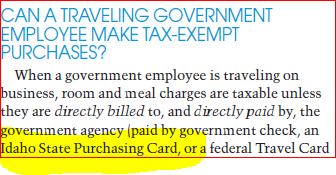 CAN A TRAVELING GOVERNMENT
EMPLOYEE MAKE TAX-EXEMPT
PURCHASES?
When a government employee is traveling on
business, room and meal charges are taxable unless
they are directly billed to, and directly paid by, the
government agency (paid by government check, an
Idaho State Purchasing Card, or a federal Travel Card